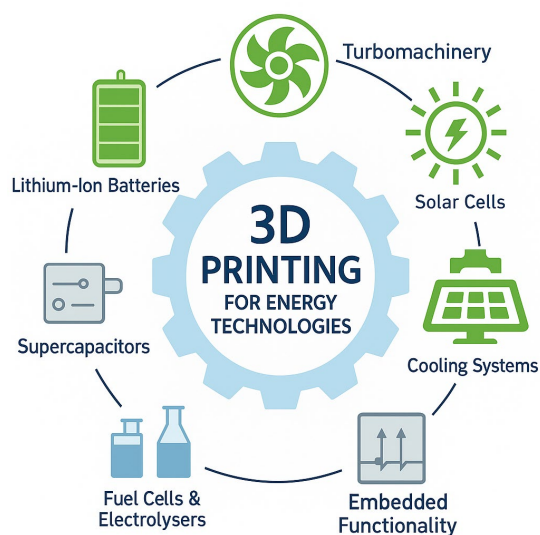 Turbomachinery
Solar Cells
Cooling Systems
Embedded
Functionality
Fuel Cells &
Electrolysers
Supercapacitors
Lithium-Ion Batteries
3D
PRINTING
FOR ENERGY
TECHNOLOGIES